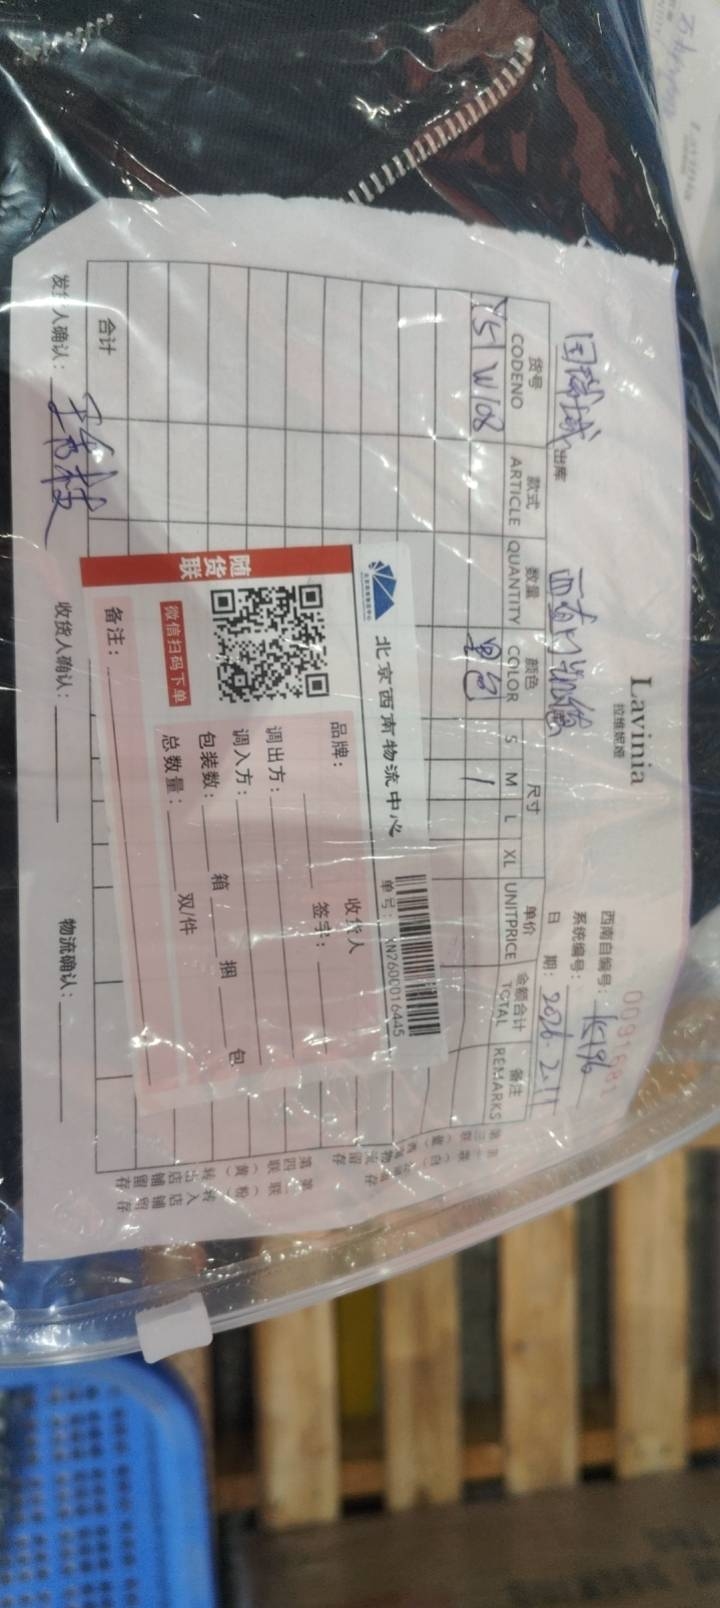 Lavinia
拉维妮娅
0091681
西南自编号: K196
系统编号:
出库
日 期: 2026.2.11
货号 款式 数量 颜色 尺寸 单价 金额合计 备注
CODENO ARTICLE QUANTITY COLOR S M L XL UNITPRICE TOTAL REMARKS
Y51W108 黑色 1
合计
发货人确认: 收货人确认: 物流确认:
北京西南物流中心
单号: XN2600016445
随货联
微信扫码下单
品牌:
收货人
签字:
调出方:
调入方:
包装数: 箱 捆 包
总数量: 双/件
备注: